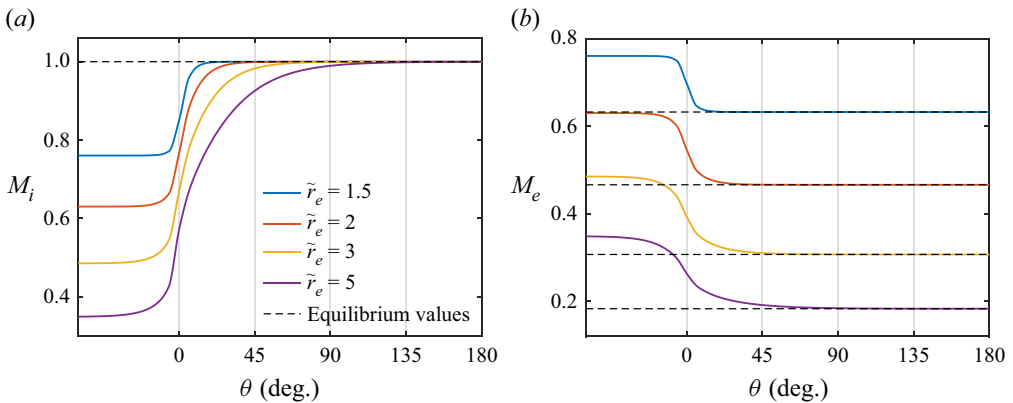 (a)
1.0
0.8
0.6
0.4
M_i
r̃_e = 1.5
r̃_e = 2
r̃_e = 3
r̃_e = 5
Equilibrium values
0 45 90 135 180
θ (deg.)
(b)
0.8
0.6
0.4
0.2
M_e
0 45 90 135 180
θ (deg.)